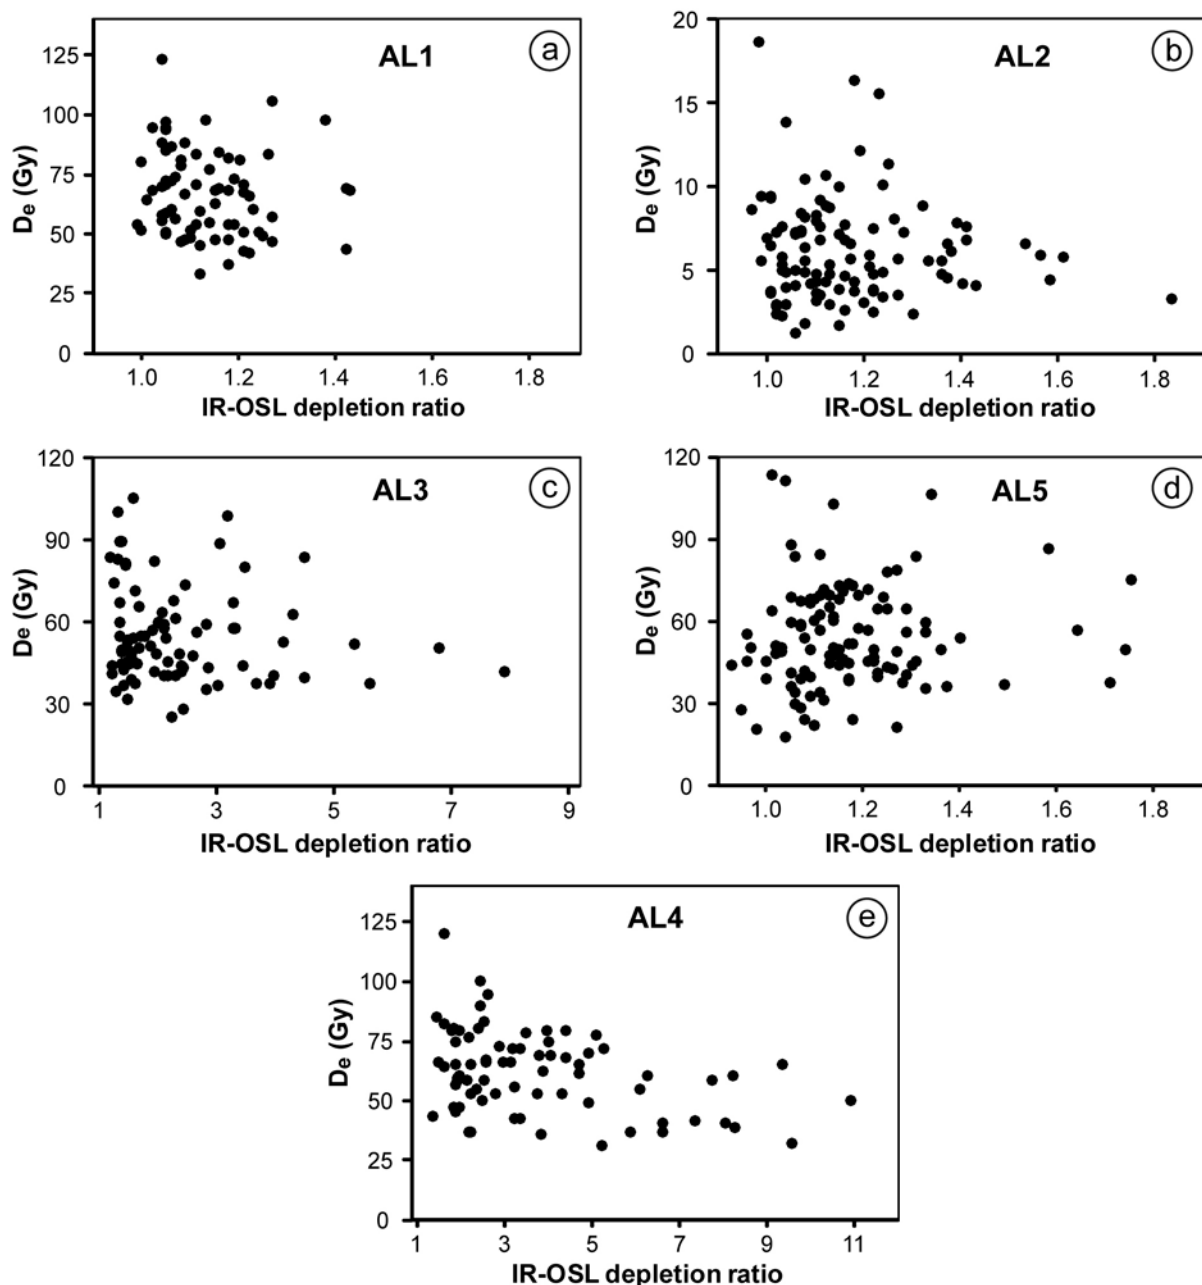 AL1
a
125
100
75
50
25
0
De (Gy)
1.0 1.2 1.4 1.6 1.8
IR-OSL depletion ratio
AL2
b
20
15
10
5
0
De (Gy)
1.0 1.2 1.4 1.6 1.8
IR-OSL depletion ratio
AL3
c
120
90
60
30
0
De (Gy)
1 3 5 7 9
IR-OSL depletion ratio
AL5
d
120
90
60
30
0
De (Gy)
1.0 1.2 1.4 1.6 1.8
IR-OSL depletion ratio
AL4
e
125
100
75
50
25
0
De (Gy)
1 3 5 7 9 11
IR-OSL depletion ratio